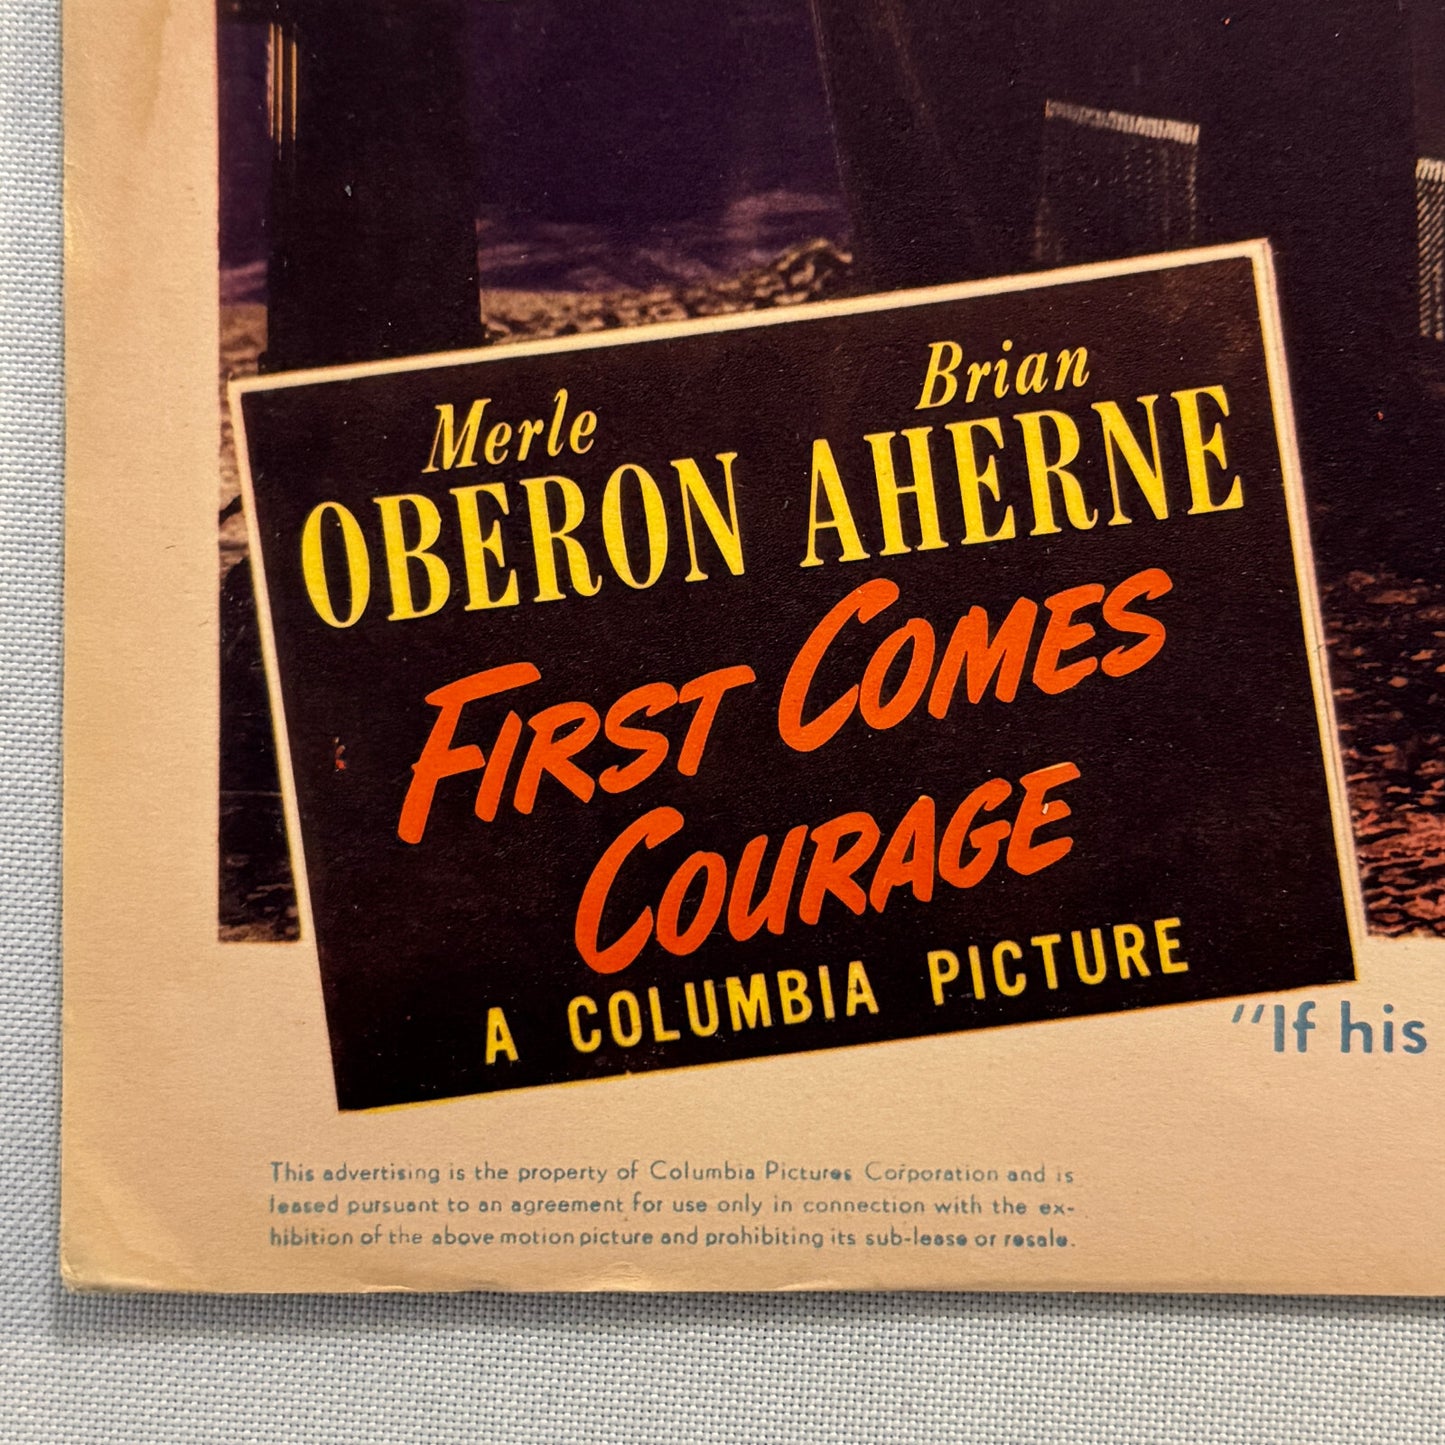 Merle Brian
OBERON AHERNE
FIRST COMES
COURAGE
A COLUMBIA PICTURE
"If his
This advertising is the property of Columbia Pictures Corporation and is
leased pursuant to an agreement for use only in connection with the ex-
hibition of the above motion picture and prohibiting its sub-lease or resale.